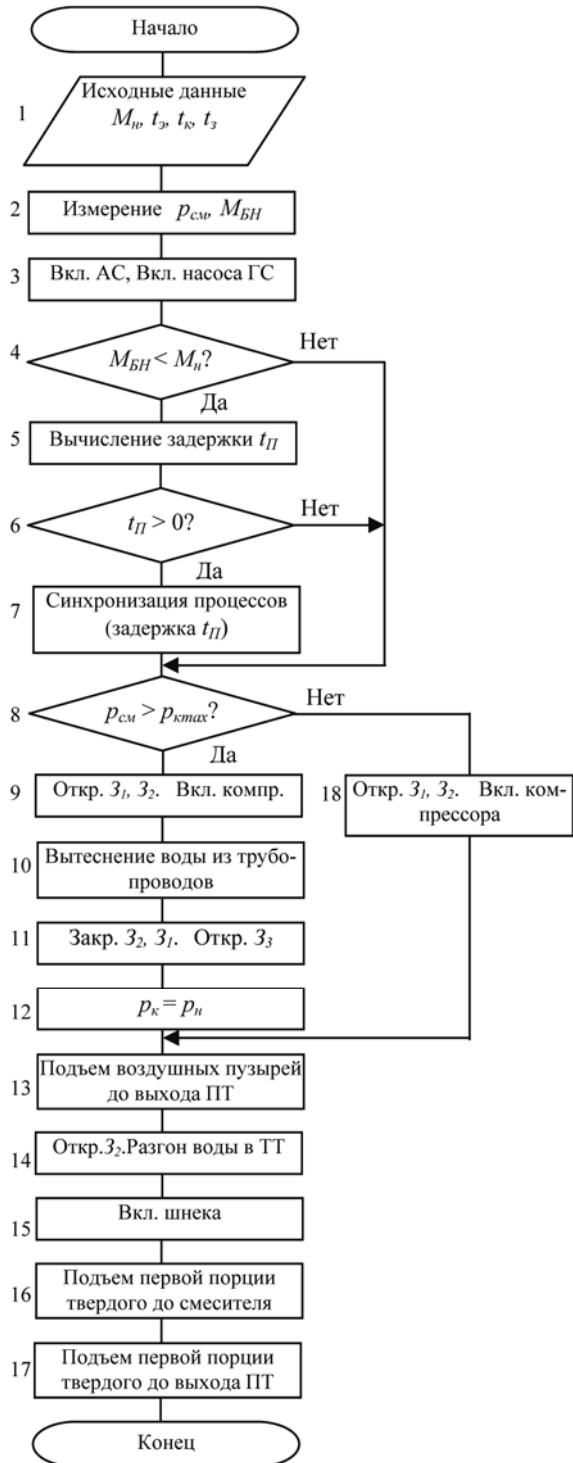 Начало
1
Исходные данные
Mн, tэ, tк, tз
2
Измерение pсм, MБН
3
Вкл. АС, Вкл. насоса ГС
4
MБН < Mн?
Нет
Да
5
Вычисление задержки tП
6
tП > 0?
Нет
Да
7
Синхронизация процессов
(задержка tП)
8
pсм > pкmax?
Нет
Да
9
Откр. З1, З2. Вкл. компр.
18
Откр. З1, З2. Вкл. ком-
прессора
10
Вытеснение воды из трубо-
проводов
11
Закр. З2, З1. Откр. З3
12
pк = pн
13
Подъем воздушных пузырей
до выхода ПТ
14
Откр.З2.Разгон воды в ТТ
15
Вкл. шнека
16
Подъем первой порции
твердого до смесителя
17
Подъем первой порции
твердого до выхода ПТ
Конец